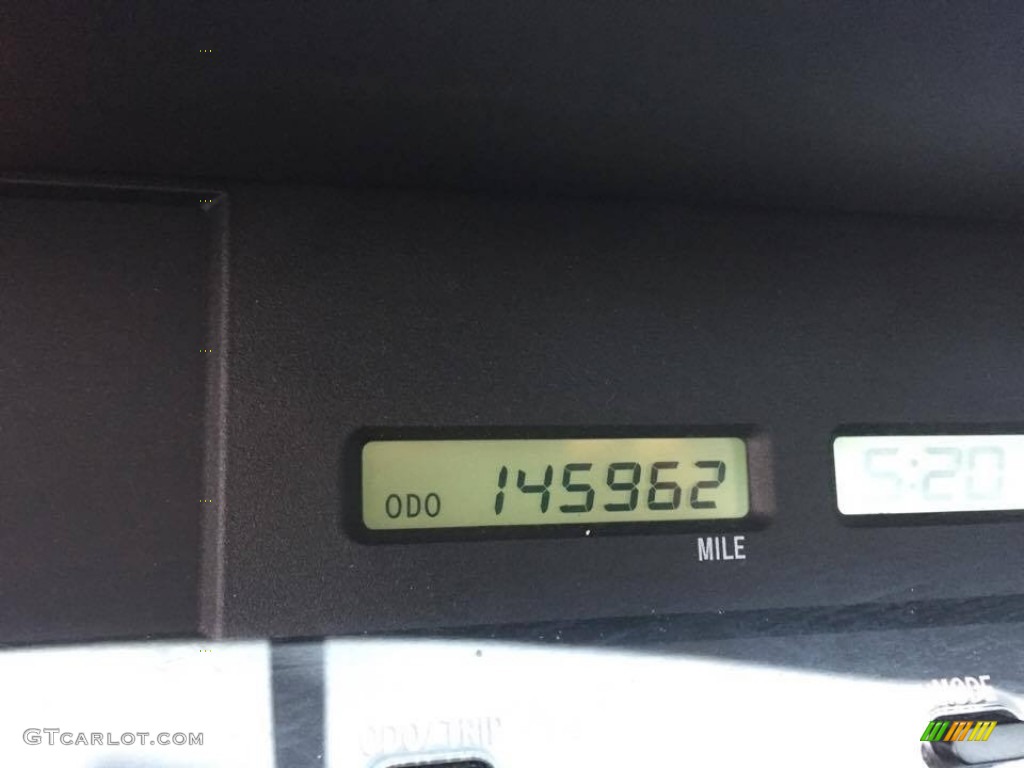 ODO 145962
5:20
MILE
MODE
ODO/TRIP
GTCARLOT.COM